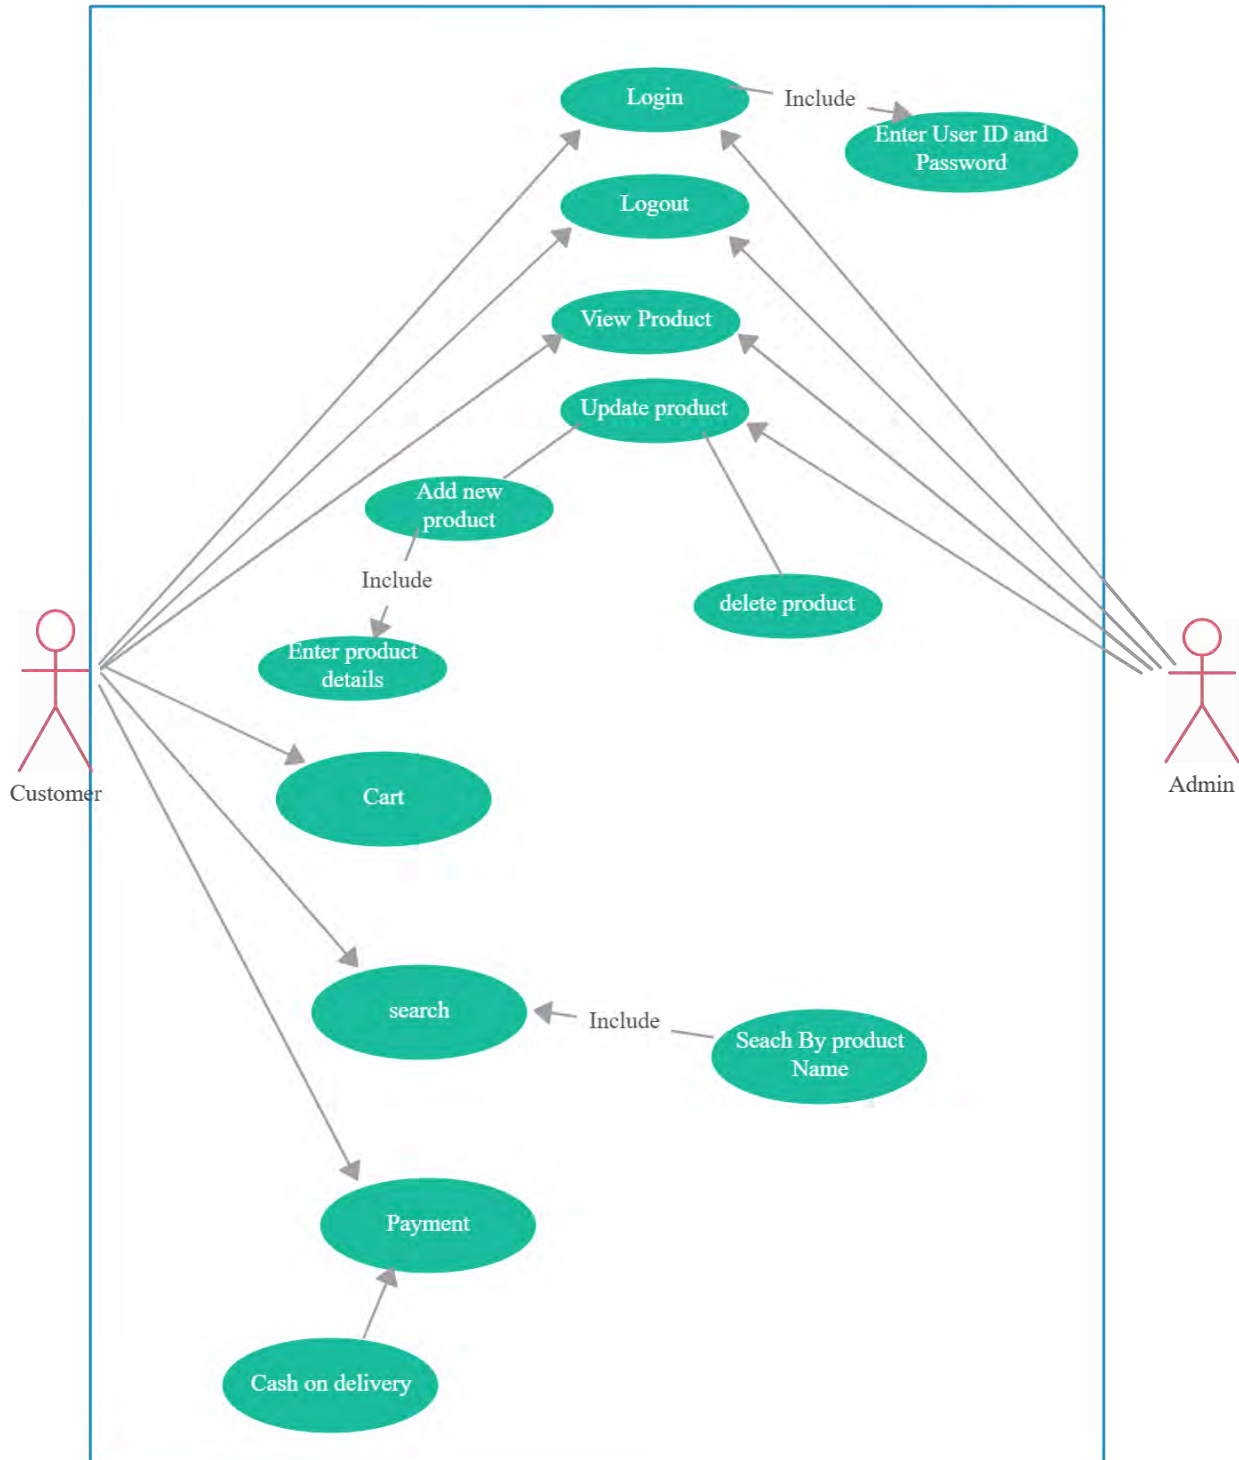 Login
Include
Enter User ID and
Password
Logout
View Product
Update product
Add new
product
Include
delete product
Enter product
details
Customer
Admin
Cart
search
Include
Seach By product
Name
Payment
Cash on delivery